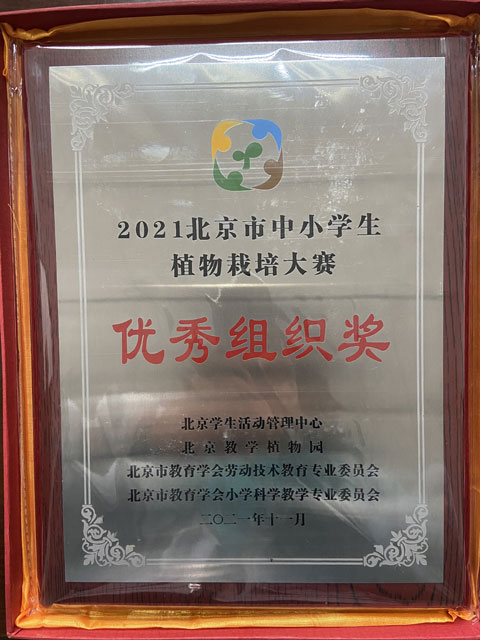 2021北京市中小学生
植物栽培大赛
优秀组织奖
北京学生活动管理中心
北京教学植物园
北京市教育学会劳动技术教育专业委员会
北京市教育学会小学科学教学专业委员会
二〇二一年十一月